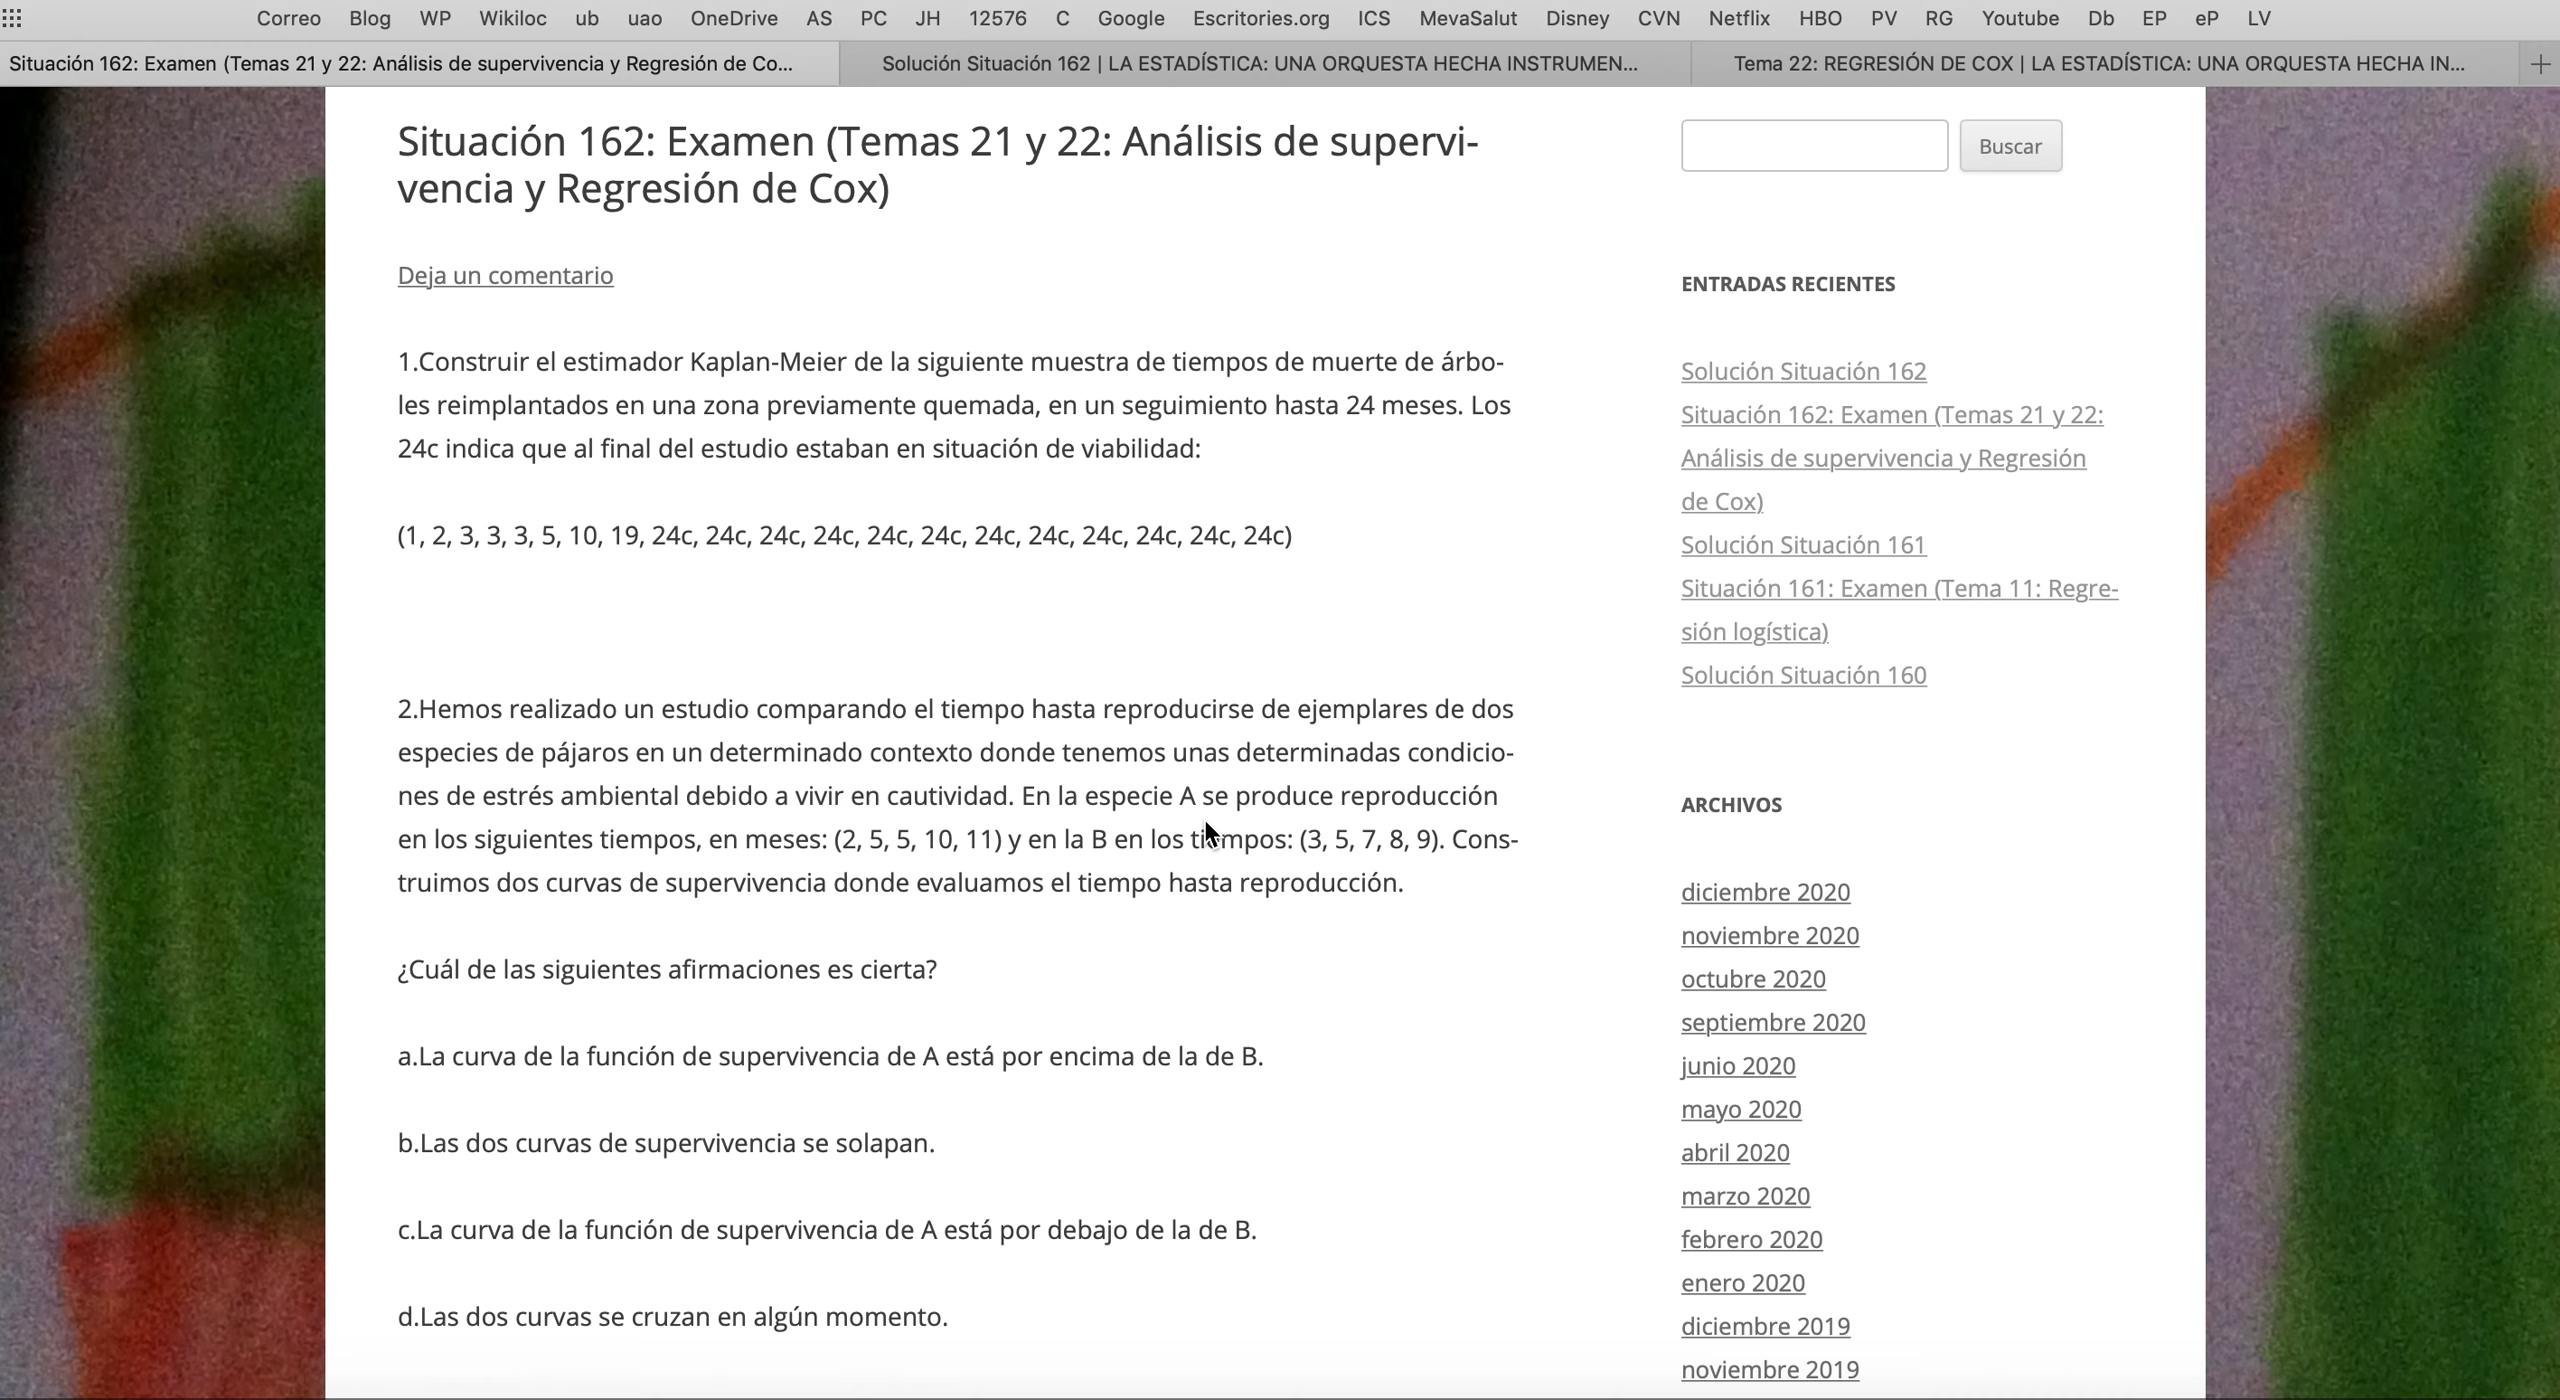 Correo Blog WP Wikiloc ub uao OneDrive AS PC JH 12576 C Google Escritories.org ICS MevaSalut Disney CVN Netflix HBO PV RG Youtube Db EP eP LV
Situación 162: Examen (Temas 21 y 22: Análisis de supervivencia y Regresión de Co...
Solución Situación 162 | LA ESTADÍSTICA: UNA ORQUESTA HECHA INSTRUMEN...
Tema 22: REGRESIÓN DE COX | LA ESTADÍSTICA: UNA ORQUESTA HECHA IN...
Situación 162: Examen (Temas 21 y 22: Análisis de supervi-
vencia y Regresión de Cox)
Deja un comentario
1.Construir el estimador Kaplan-Meier de la siguiente muestra de tiempos de muerte de árbo-
les reimplantados en una zona previamente quemada, en un seguimiento hasta 24 meses. Los
24c indica que al final del estudio estaban en situación de viabilidad:
(1, 2, 3, 3, 3, 5, 10, 19, 24c, 24c, 24c, 24c, 24c, 24c, 24c, 24c, 24c, 24c, 24c, 24c)
2.Hemos realizado un estudio comparando el tiempo hasta reproducirse de ejemplares de dos
especies de pájaros en un determinado contexto donde tenemos unas determinadas condicio-
nes de estrés ambiental debido a vivir en cautividad. En la especie A se produce reproducción
en los siguientes tiempos, en meses: (2, 5, 5, 10, 11) y en la B en los tiempos: (3, 5, 7, 8, 9). Cons-
truimos dos curvas de supervivencia donde evaluamos el tiempo hasta reproducción.
¿Cuál de las siguientes afirmaciones es cierta?
a.La curva de la función de supervivencia de A está por encima de la de B.
b.Las dos curvas de supervivencia se solapan.
c.La curva de la función de supervivencia de A está por debajo de la de B.
d.Las dos curvas se cruzan en algún momento.
Buscar
ENTRADAS RECIENTES
Solución Situación 162
Situación 162: Examen (Temas 21 y 22:
Análisis de supervivencia y Regresión
de Cox)
Solución Situación 161
Situación 161: Examen (Tema 11: Regre-
sión logística)
Solución Situación 160
ARCHIVOS
diciembre 2020
noviembre 2020
octubre 2020
septiembre 2020
junio 2020
mayo 2020
abril 2020
marzo 2020
febrero 2020
enero 2020
diciembre 2019
noviembre 2019